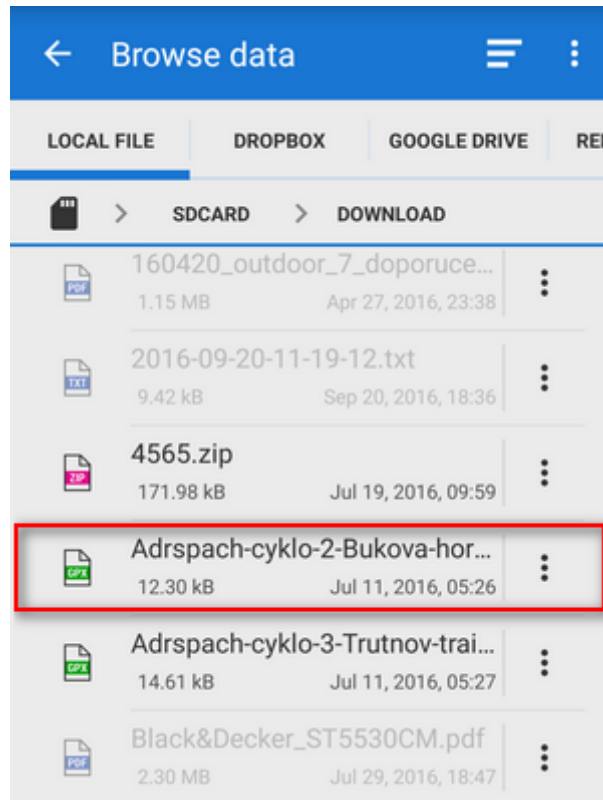 Browse data
LOCAL FILE DROPBOX GOOGLE DRIVE REI
SDCARD DOWNLOAD
160420_outdoor_7_doporuce...
PDF
1.15 MB Apr 27, 2016, 23:38
2016-09-20-11-19-12.txt
TXT
9.42 kB Sep 20, 2016, 18:36
4565.zip
ZIP
171.98 kB Jul 19, 2016, 09:59
Adrspach-cyklo-2-Bukova-hor...
GPX
12.30 kB Jul 11, 2016, 05:26
Adrspach-cyklo-3-Trutnov-trai...
GPX
14.61 kB Jul 11, 2016, 05:27
Black&Decker_ST5530CM.pdf
PDF
2.30 MB Jul 29, 2016, 18:47